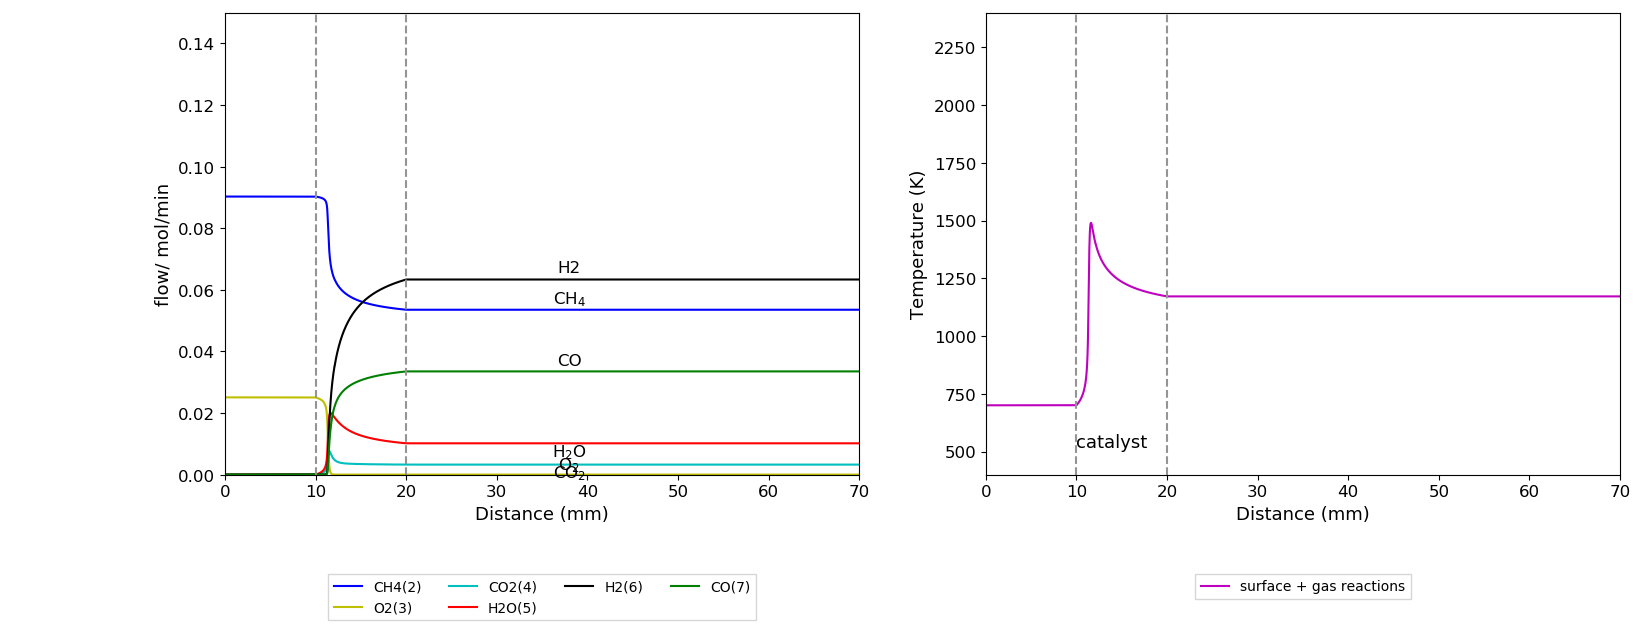 0.14
0.12
0.10
0.08
0.06
0.04
0.02
0.00
flow/ mol/min
H2
CH₄
CO
H₂O
O₂
CO₂
0 10 20 30 40 50 60 70
Distance (mm)
CH4(2) CO2(4) H2(6) CO(7)
O2(3) H2O(5)
2250
2000
1750
1500
1250
1000
750
500
Temperature (K)
catalyst
0 10 20 30 40 50 60 70
Distance (mm)
surface + gas reactions